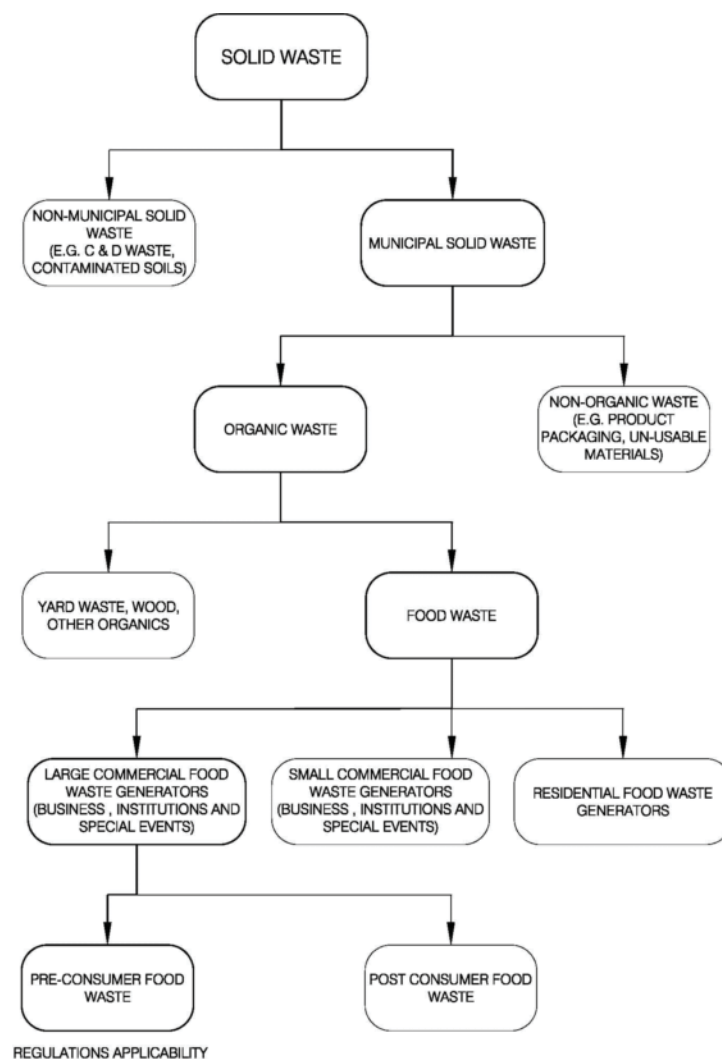 SOLID WASTE
NON-MUNICIPAL SOLID
WASTE
(E.G. C & D WASTE,
CONTAMINATED SOILS)
MUNICIPAL SOLID WASTE
ORGANIC WASTE
NON-ORGANIC WASTE
(E.G. PRODUCT
PACKAGING, UN-USABLE
MATERIALS)
YARD WASTE, WOOD,
OTHER ORGANICS
FOOD WASTE
LARGE COMMERCIAL FOOD
WASTE GENERATORS
(BUSINESS , INSTITUTIONS AND
SPECIAL EVENTS)
SMALL COMMERCIAL FOOD
WASTE GENERATORS
(BUSINESS , INSTITUTIONS AND
SPECIAL EVENTS)
RESIDENTIAL FOOD WASTE
GENERATORS
PRE-CONSUMER FOOD
WASTE
POST CONSUMER FOOD
WASTE
REGULATIONS APPLICABILITY